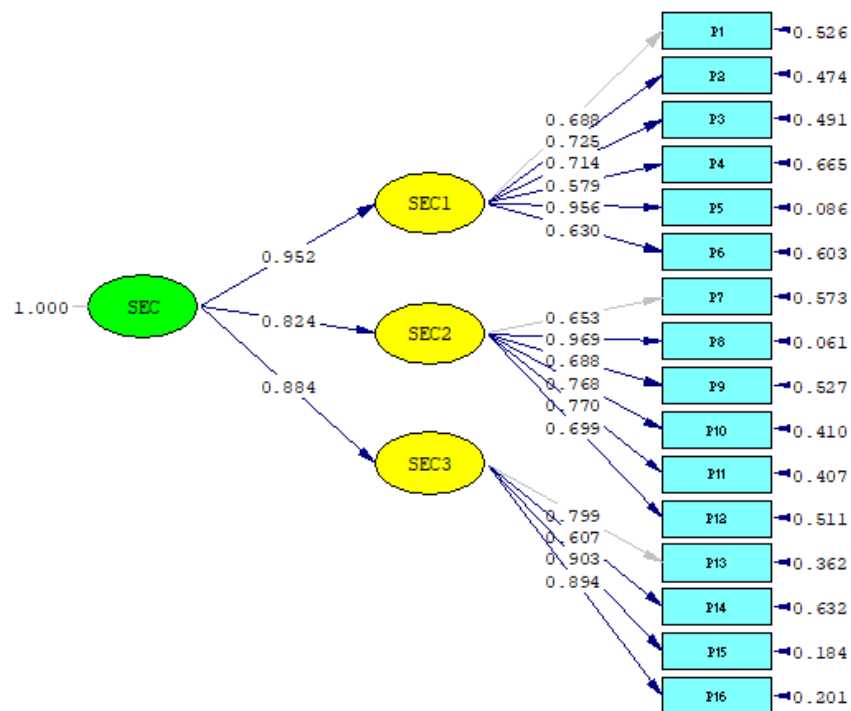 P1 0.526
P2 0.474
P3 0.491
P4 0.665
P5 0.086
P6 0.603
P7 0.573
P8 0.061
P9 0.527
P10 0.410
P11 0.407
P12 0.511
P13 0.362
P14 0.632
P15 0.184
P16 0.201
0.688
0.725
0.714
0.579
0.956
0.630
0.653
0.969
0.688
0.768
0.770
0.699
0.799
0.607
0.903
0.894
SEC1
SEC2
SEC3
0.952
0.824
0.884
1.000 SEC